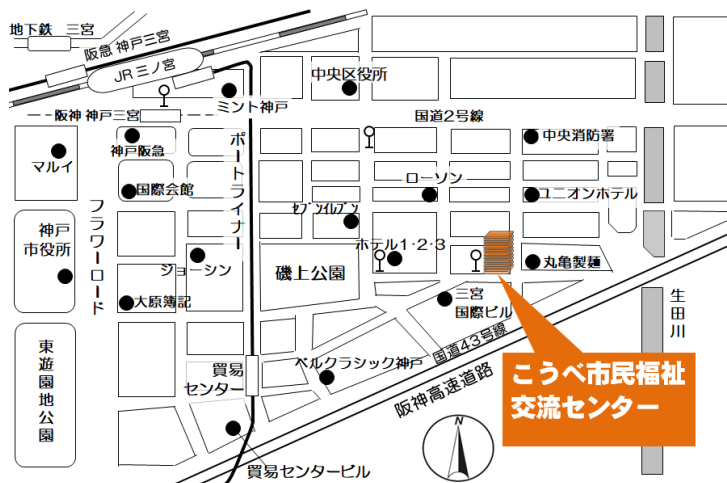 地下鉄 三宮
阪急 神戸三宮
JR 三ノ宮
中央区役所
ミント神戸
阪神 神戸三宮
国道2号線
神戸阪急
中央消防署
マルイ
ポートライナー
国際会館
ローソン
ユニオンホテル
フラワーロード
セブンイレブン
神戸
市役所
ジョーシン
ホテル1・2・3
丸亀製麺
磯上公園
大原簿記
三宮
国際ビル
生田川
国道43号線
東遊園地公園
貿易
センター
ベルクラシック神戸
阪神高速道路
こうべ市民福祉
交流センター
N
貿易センタービル